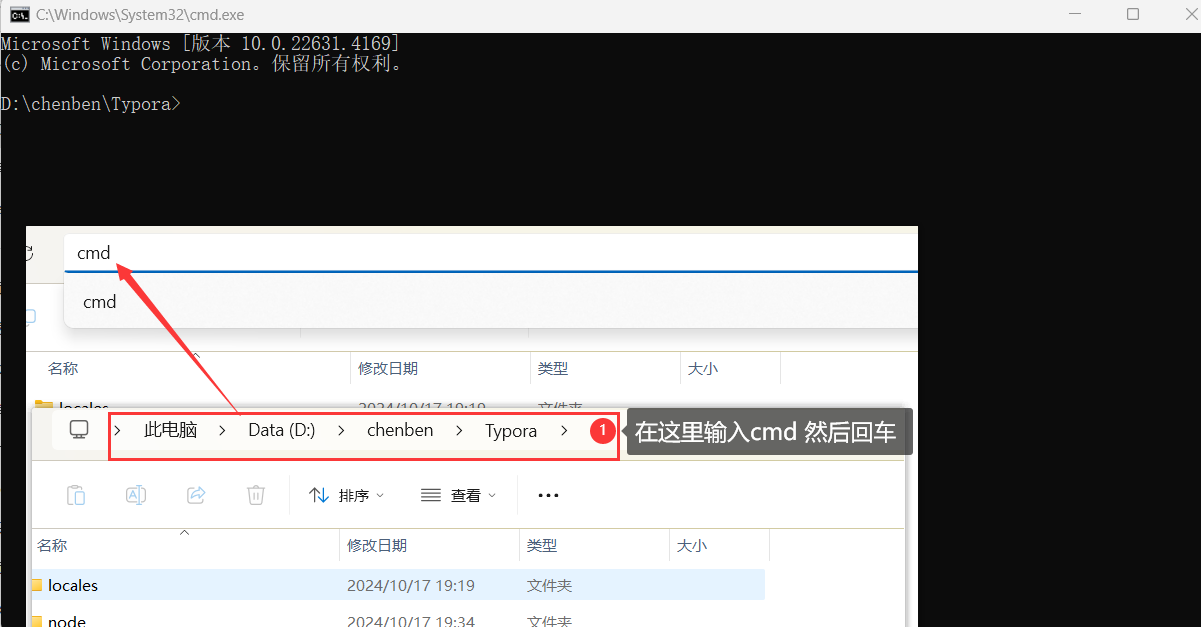 C:\Windows\System32\cmd.exe
Microsoft Windows [版本 10.0.22631.4169]
(c) Microsoft Corporation。保留所有权利。
D:\chenben\Typora>
cmd
cmd
名称 修改日期 类型 大小
locales 2024/10/17 19:19 文件夹
此电脑 > Data (D:) > chenben > Typora > 1 在这里输入cmd 然后回车
排序 查看 ···
名称 修改日期 类型 大小
locales 2024/10/17 19:19 文件夹
node 2024/10/17 19:34 文件夹